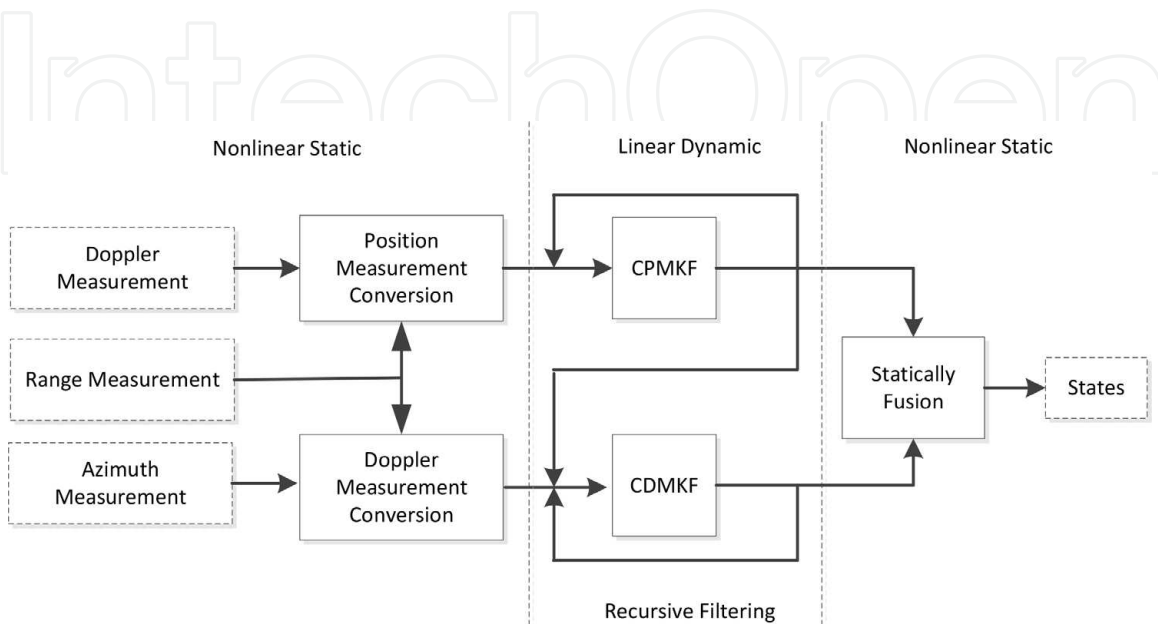 IntechOpen
Nonlinear Static
Linear Dynamic
Nonlinear Static
Doppler
Measurement
Position
Measurement
Conversion
CPMKF
Range Measurement
Statically
Fusion
States
Azimuth
Measurement
Doppler
Measurement
Conversion
CDMKF
Recursive Filtering